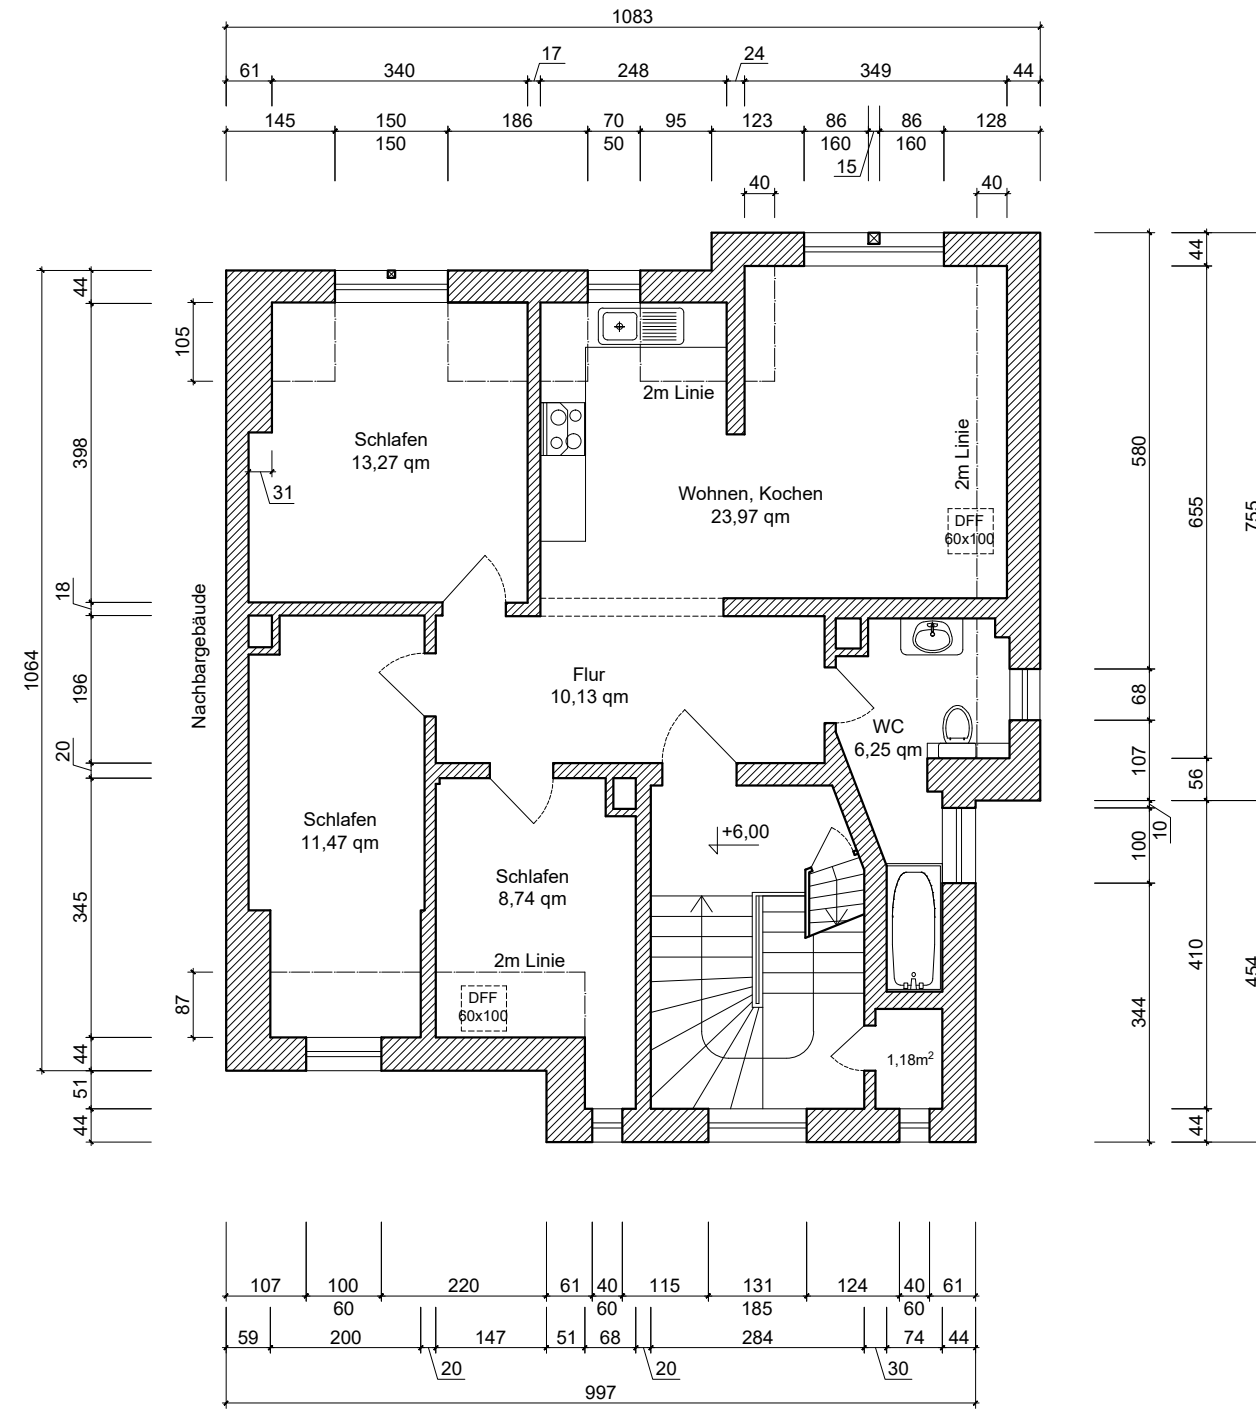 1083
61 340 17 248 24 349 44
145 150 186 70 95 123 86 86 128
150 50 160 15 160
40 40
44
105
398
31
18
1064
196
20
345
87
44
51
44
Nachbargebäude
Schlafen
13,27 qm
2m Linie
Wohnen, Kochen
23,97 qm
2m Linie
DFF
60x100
Flur
10,13 qm
WC
6,25 qm
Schlafen
11,47 qm
Schlafen
8,74 qm
+6,00
2m Linie
DFF
60x100
1,18m²
44
580
655
755
68
107
56
10
100
410
454
344
44
107 100 220 61 40 115 131 124 40 61
60 60 185 60
59 200 147 51 68 284 74 44
20 20 30
997